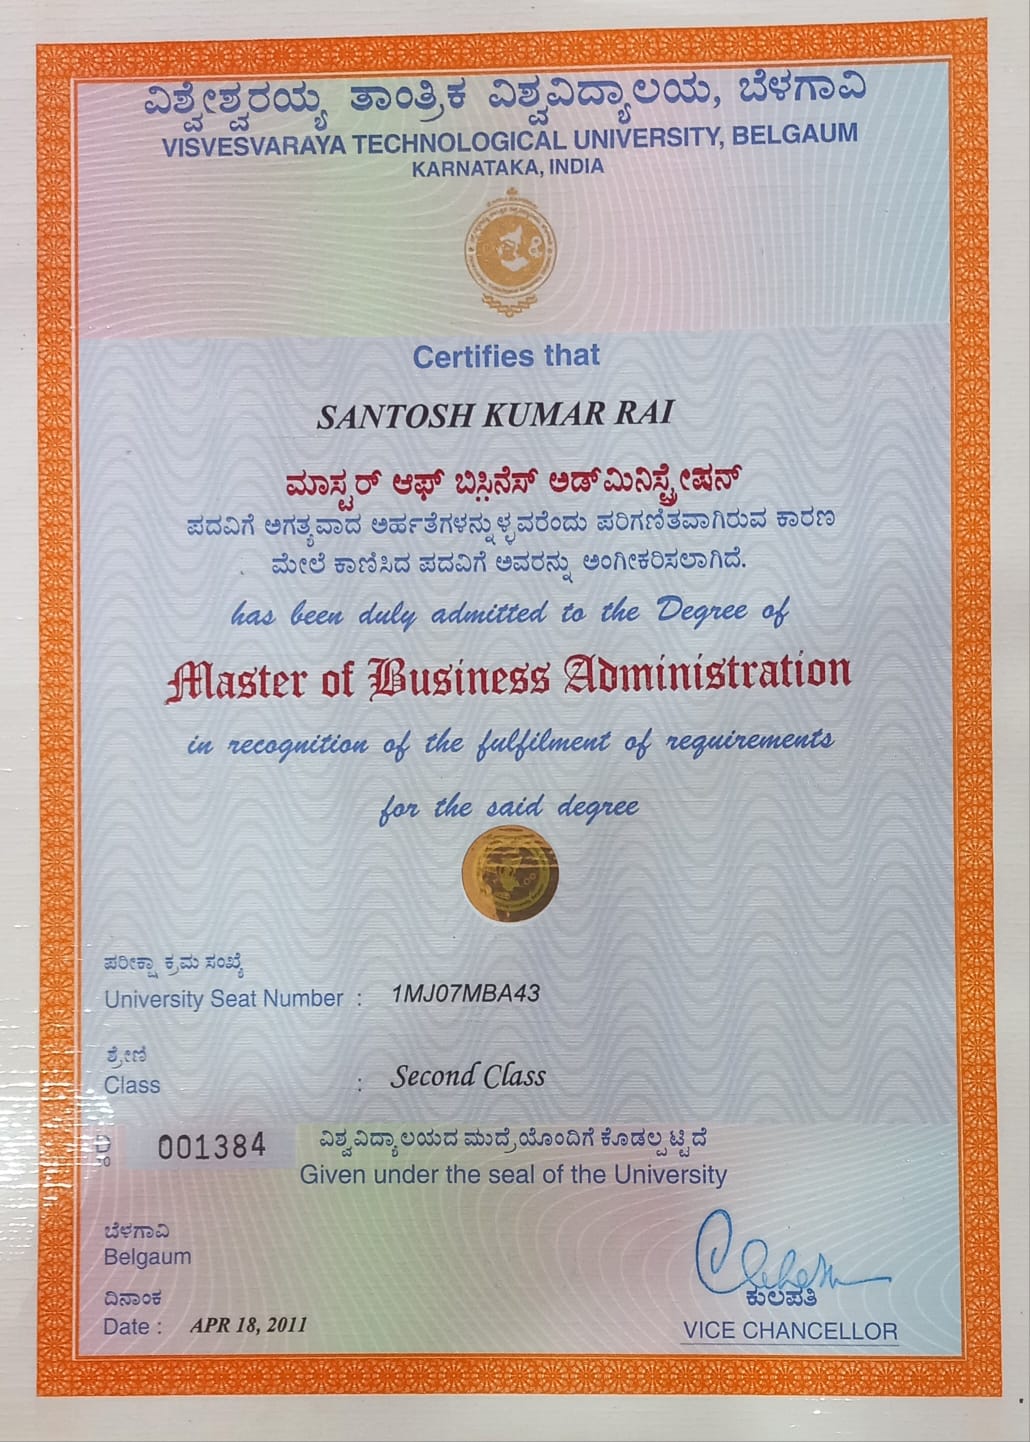 ವಿಶ್ವೇಶ್ವರಯ್ಯ ತಾಂತ್ರಿಕ ವಿಶ್ವವಿದ್ಯಾಲಯ, ಬೆಳಗಾವಿ
VISVESVARAYA TECHNOLOGICAL UNIVERSITY, BELGAUM
KARNATAKA, INDIA
Certifies that
SANTOSH KUMAR RAI
ಮಾಸ್ಟರ್ ಆಫ್ ಬಿಸ್ಸಿನೆಸ್ ಅಡ್‌ಮಿನಿಸ್ಟ್ರೇಷನ್
ಪದವಿಗೆ ಅಗತ್ಯವಾದ ಅರ್ಹತೆಗಳನ್ನುಳ್ಳವರೆಂದು ಪರಿಗಣಿತವಾಗಿರುವ ಕಾರಣ
ಮೇಲೆ ಕಾಣಿಸಿದ ಪದವಿಗೆ ಅವರನ್ನು ಅಂಗೀಕರಿಸಲಾಗಿದೆ.
has been duly admitted to the Degree of
Master of Business Administration
in recognition of the fulfilment of requirements
for the said degree
ಪರೀಕ್ಷಾ ಕ್ರಮ ಸಂಖ್ಯೆ
University Seat Number : 1MJ07MBA43
ಶ್ರೇಣಿ
Class : Second Class
001384
ವಿಶ್ವವಿದ್ಯಾಲಯದ ಮುದ್ರೆಯೊಂದಿಗೆ ಕೊಡಲ್ಪಟ್ಟಿದೆ
Given under the seal of the University
ಬೆಳಗಾವಿ
Belgaum
ದಿನಾಂಕ
Date : APR 18, 2011
ಕುಲಪತಿ
VICE CHANCELLOR